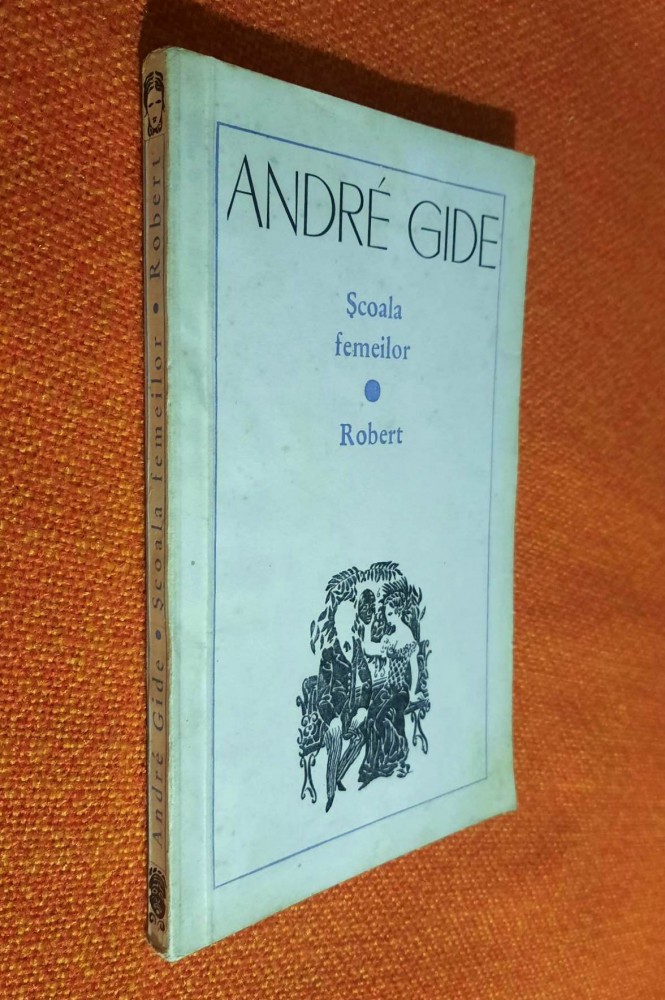 ANDRÉ GIDE
Școala
femeilor
●
Robert
André Gide • Școala femeilor • Robert